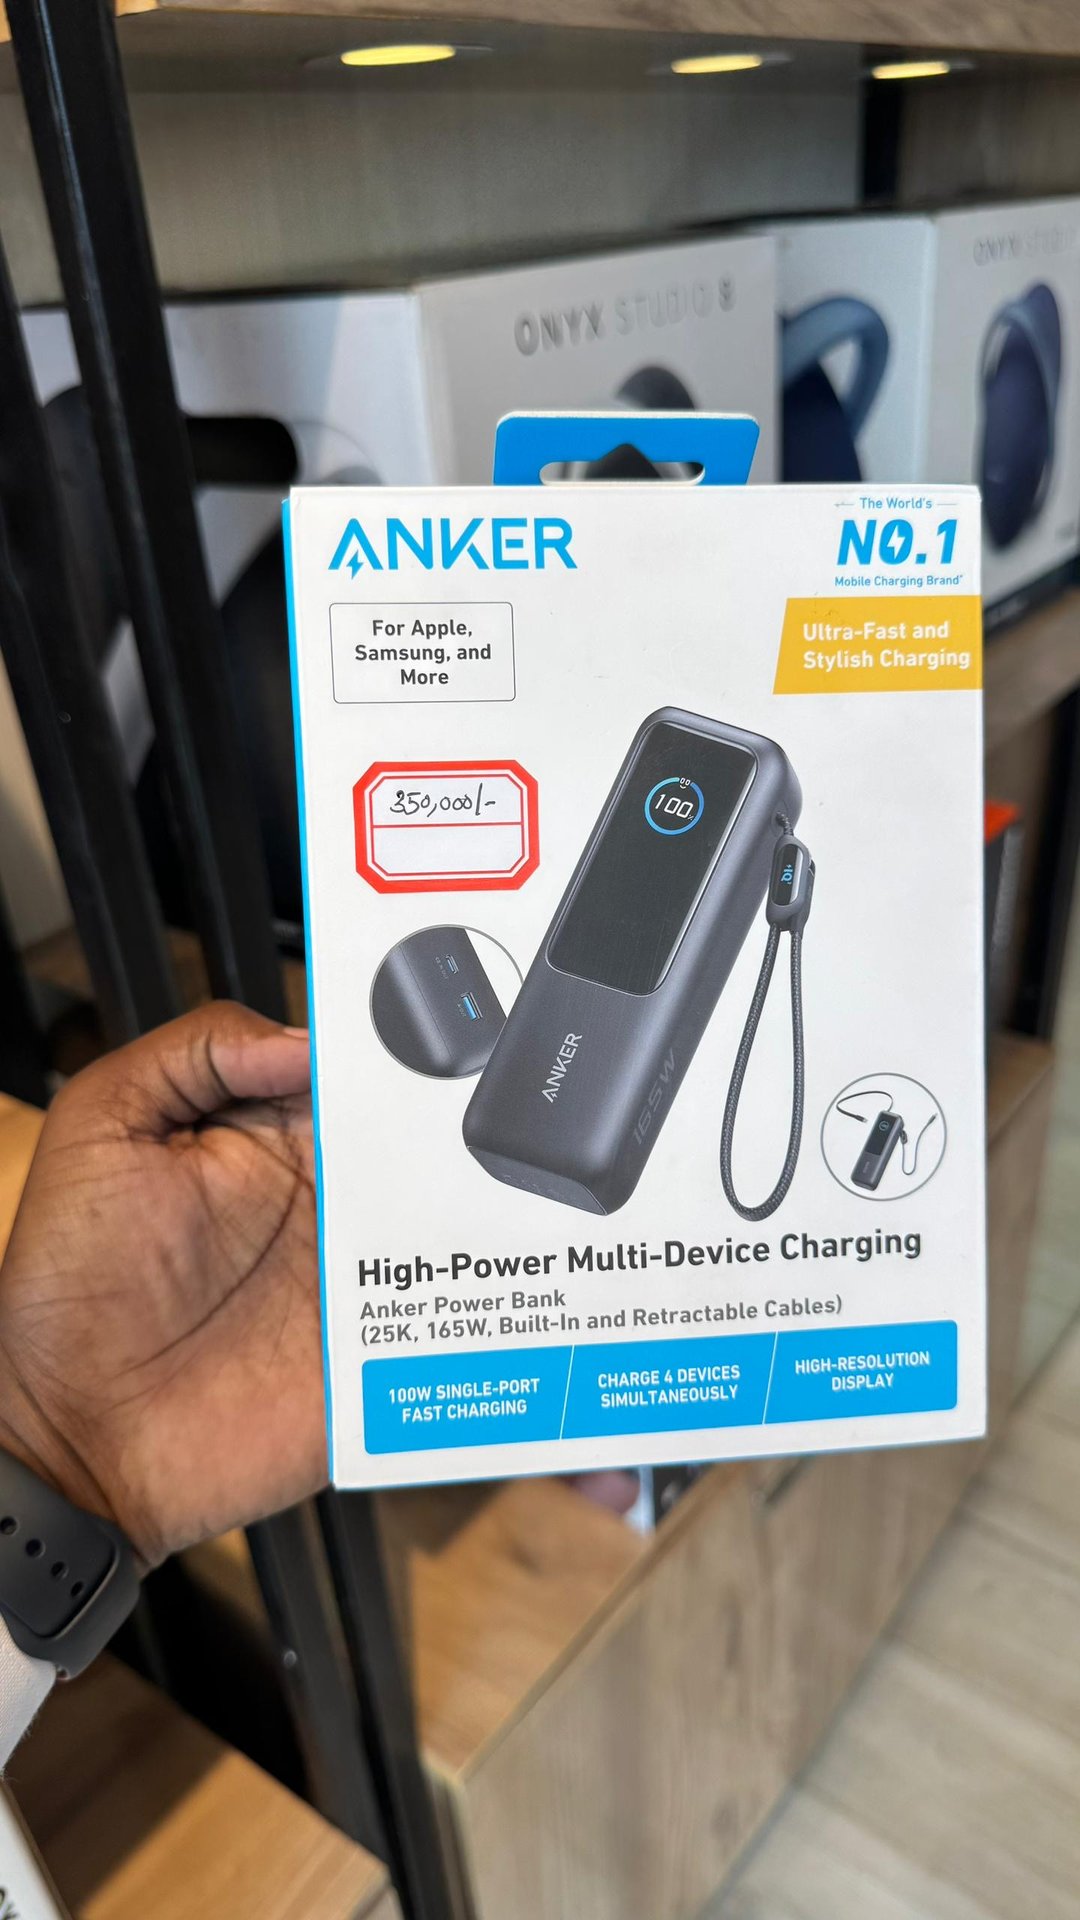 ONYX STUDIO 8
ONYX STUDIO
ANKER
The World's
NO.1
Mobile Charging Brand*
For Apple,
Samsung, and
More
Ultra-Fast and
Stylish Charging
350,000/-
100%
ANKER
165W
High-Power Multi-Device Charging
Anker Power Bank
(25K, 165W, Built-In and Retractable Cables)
100W SINGLE-PORT
FAST CHARGING
CHARGE 4 DEVICES
SIMULTANEOUSLY
HIGH-RESOLUTION
DISPLAY